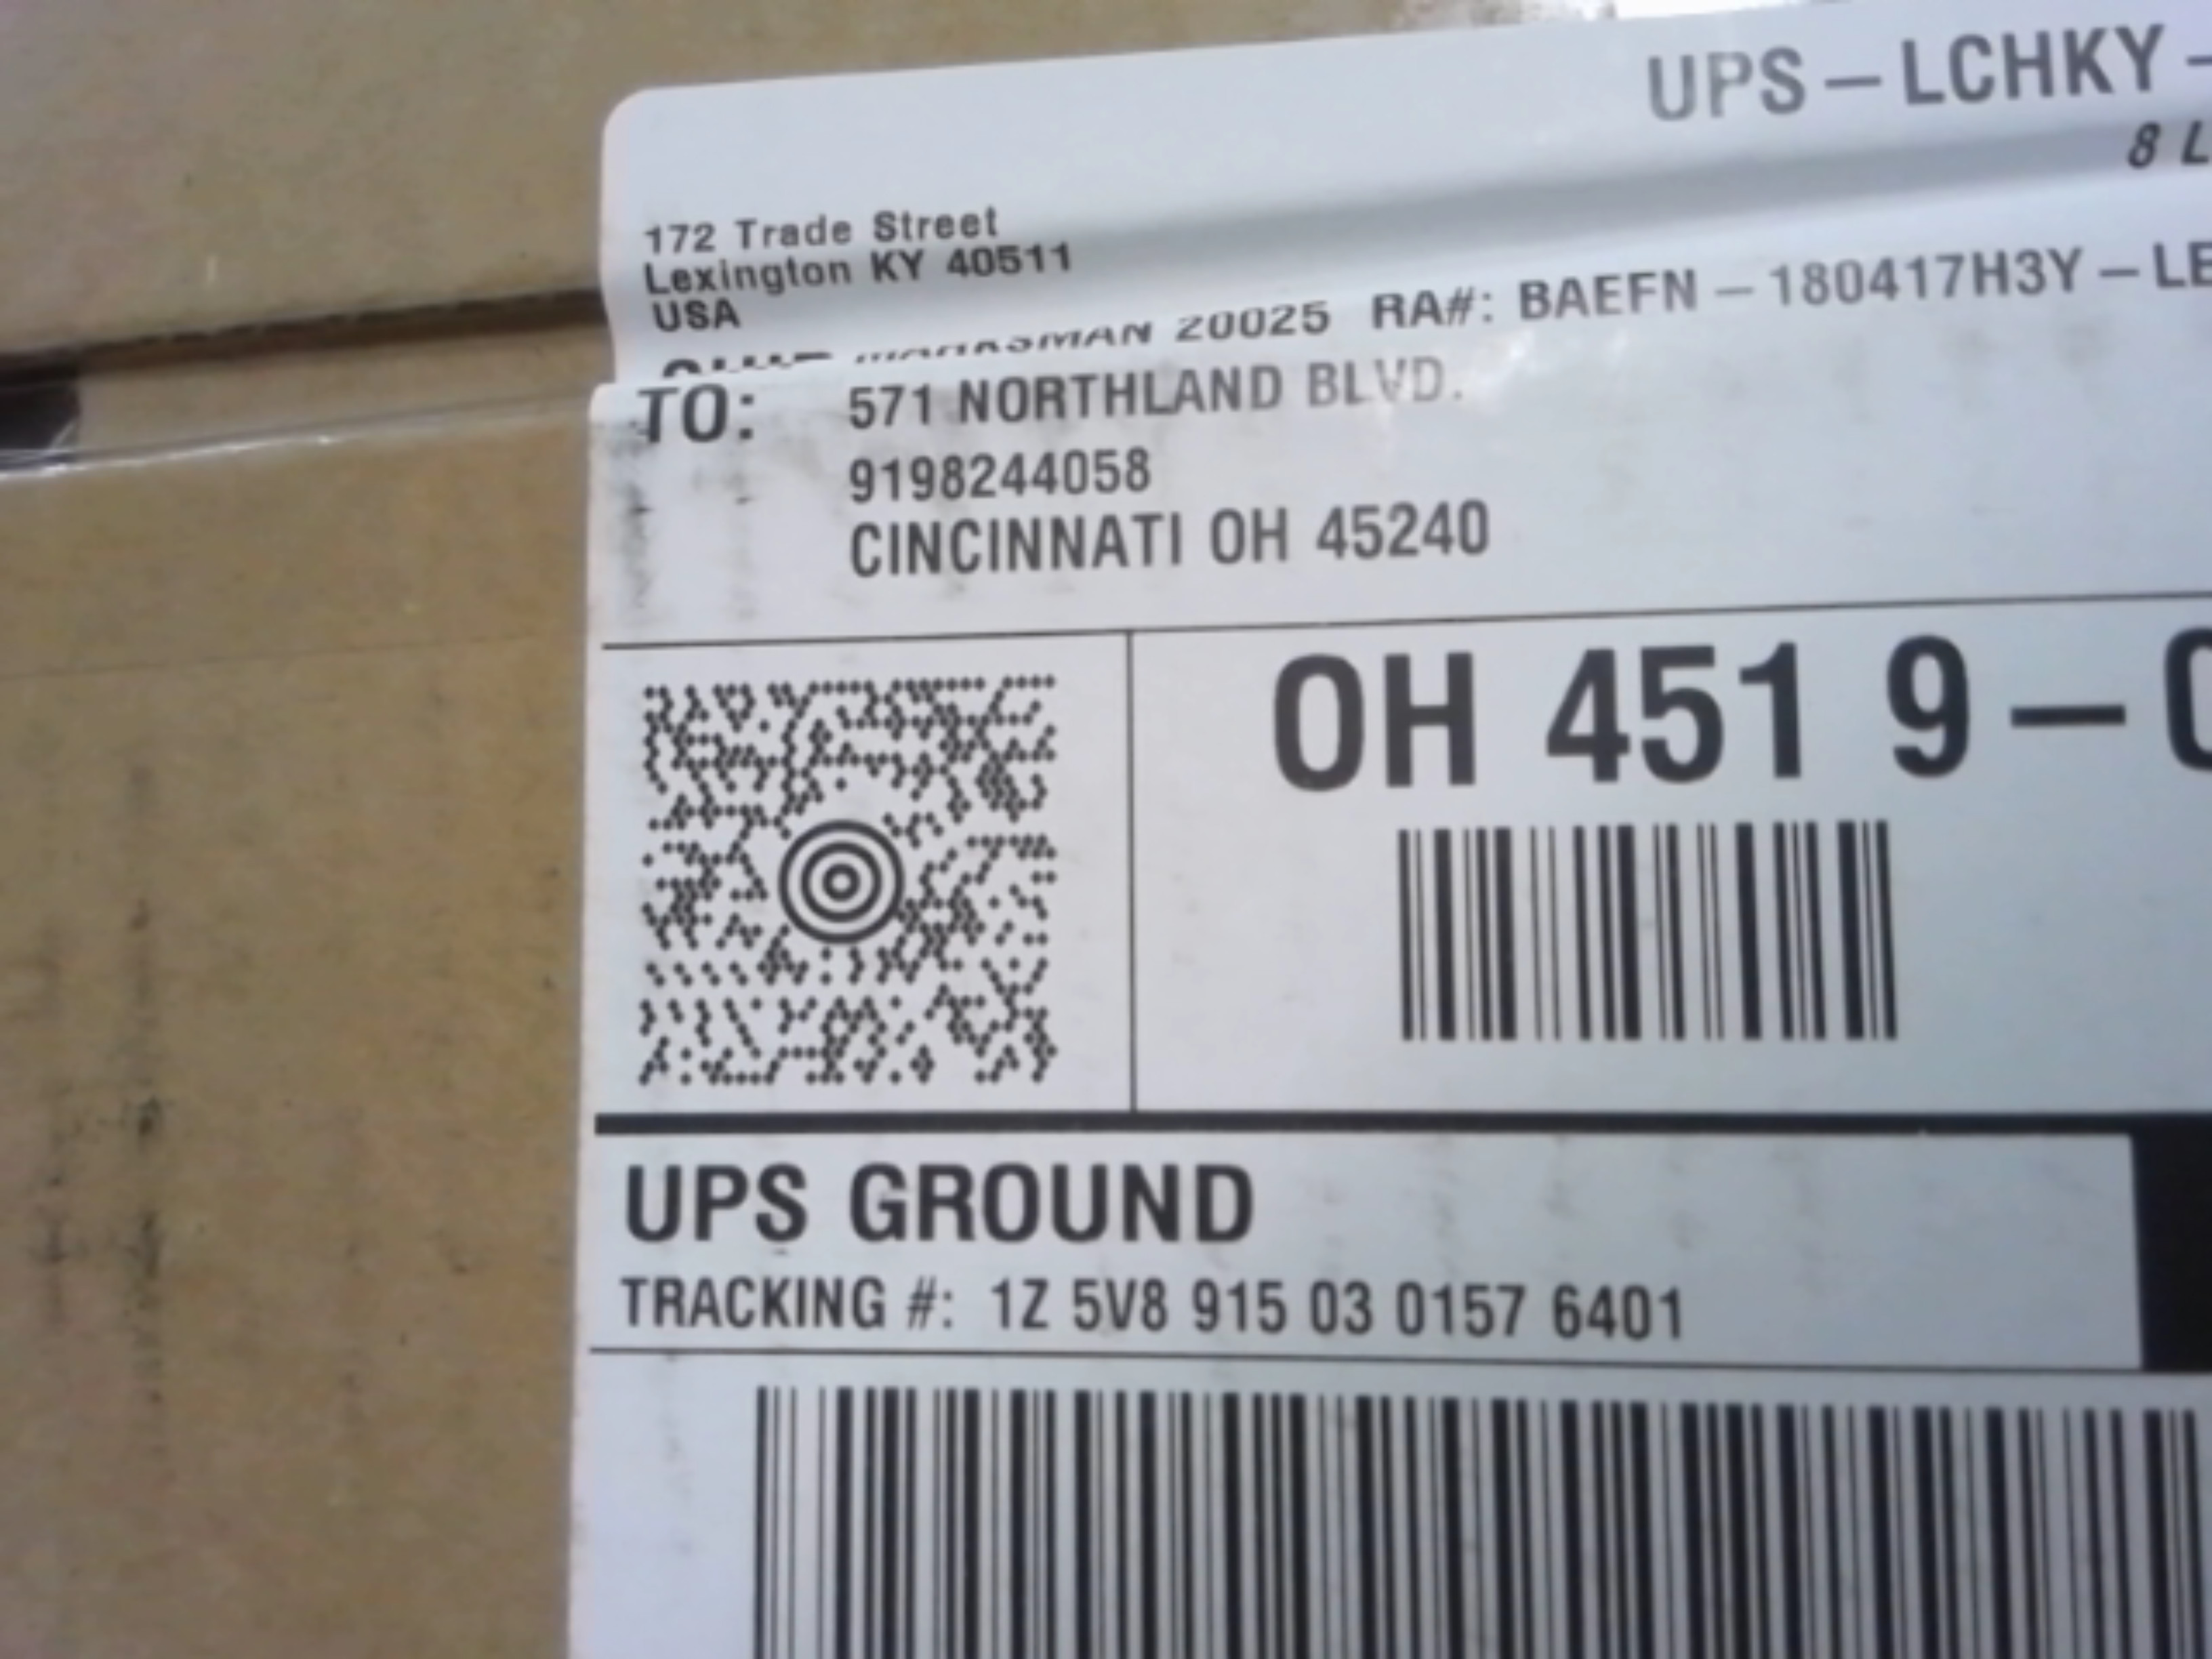 UPS – LCHKY –
8 L
172 Trade Street
Lexington KY 40511
USA
20025 RA#: BAEFN – 180417H3Y – LE
TO: 571 NORTHLAND BLVD.
9198244058
CINCINNATI OH 45240
OH 451 9 –
UPS GROUND
TRACKING #: 1Z 5V8 915 03 0157 6401